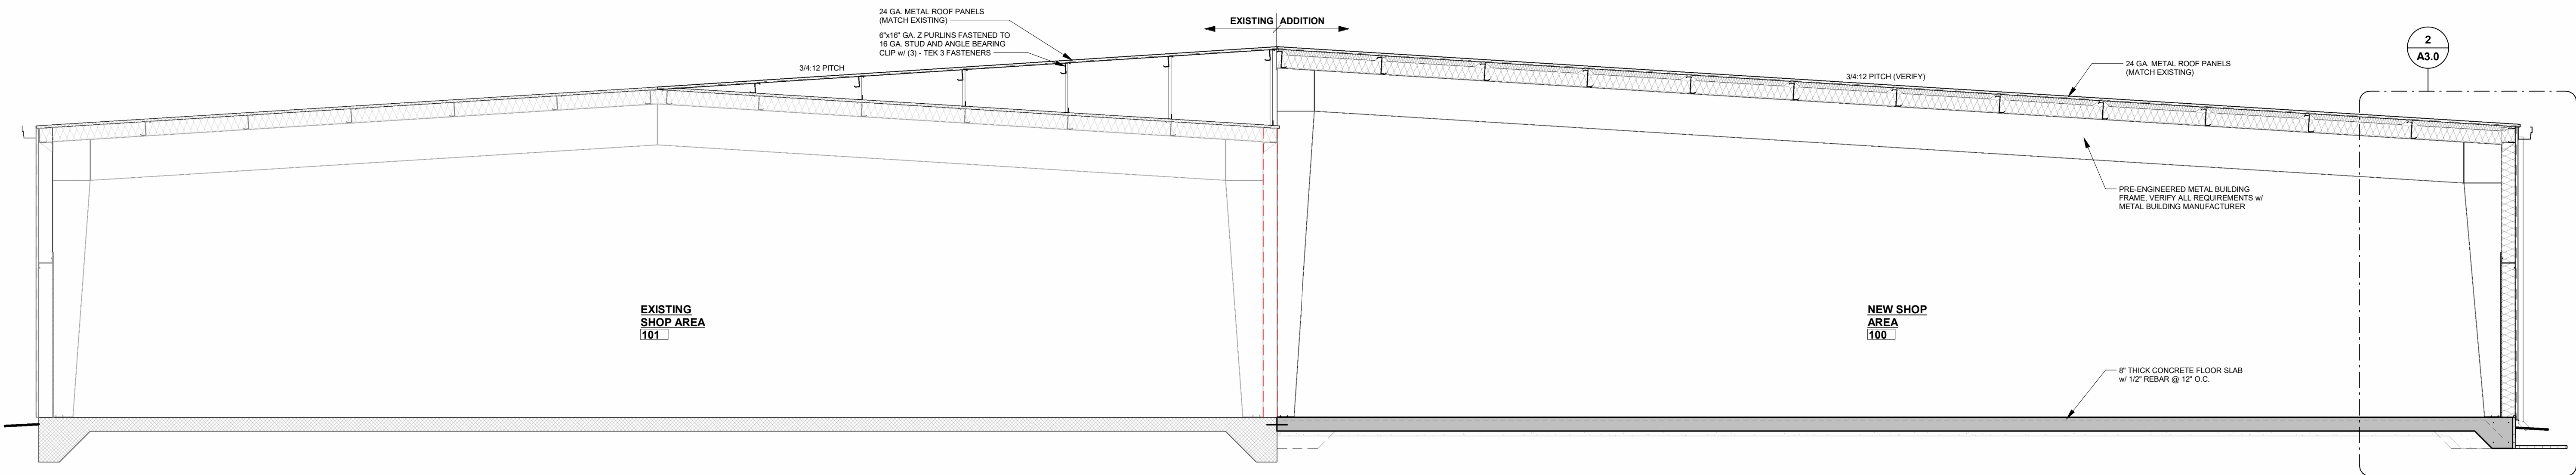 24 GA. METAL ROOF PANELS
(MATCH EXISTING)
6"x16" GA. Z PURLINS FASTENED TO
16 GA. STUD AND ANGLE BEARING
CLIP w/ (3) - TEK 3 FASTENERS
3/4:12 PITCH
EXISTING ADDITION
3/4:12 PITCH (VERIFY)
24 GA. METAL ROOF PANELS
(MATCH EXISTING)
2
A3.0
PRE-ENGINEERED METAL BUILDING
FRAME, VERIFY ALL REQUIREMENTS w/
METAL BUILDING MANUFACTURER
EXISTING
SHOP AREA
101
NEW SHOP
AREA
100
8" THICK CONCRETE FLOOR SLAB
w/ 1/2" REBAR @ 12" O.C.